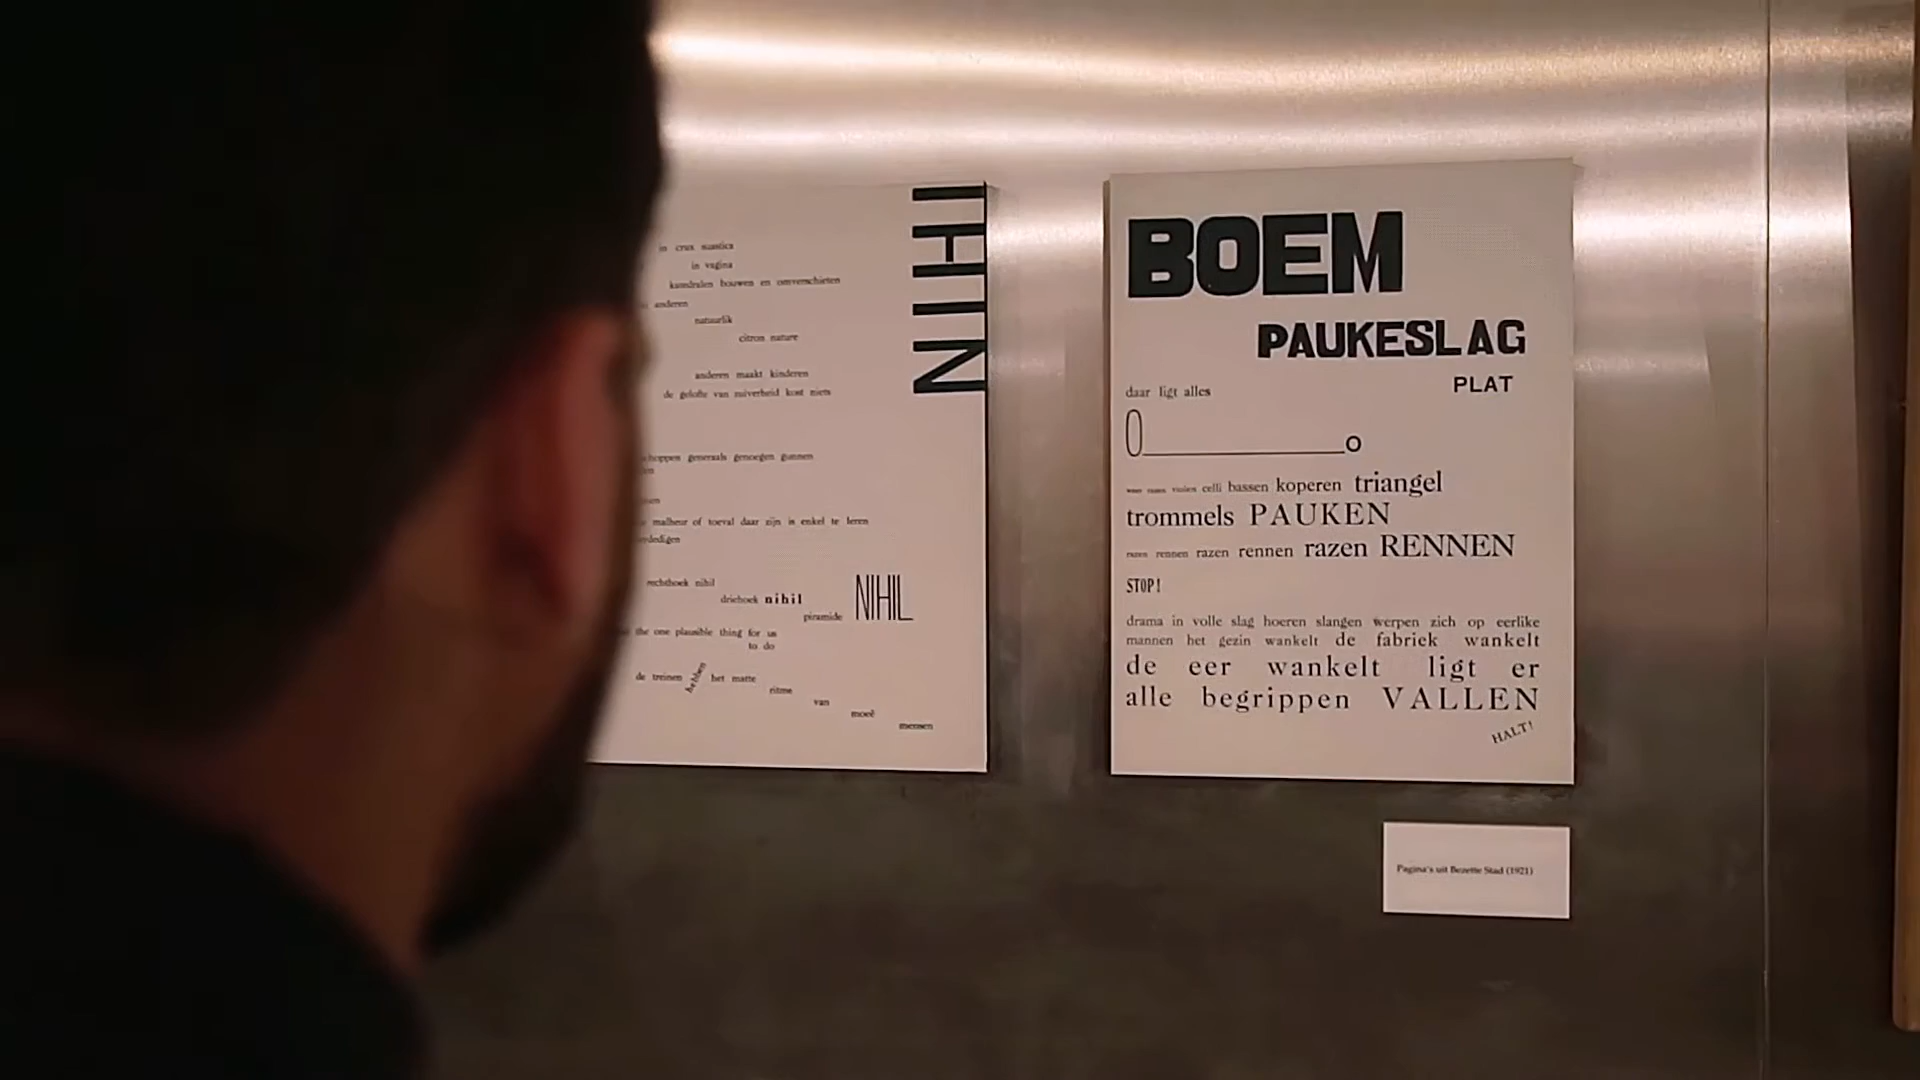 NIHI
in crux suastica
in vagina
kanedralen bouwen en omverschieten
anderen
natuurlik
citron nature
anderen maakt kinderen
de gelofte van zuiverheid kost niets
generaals genoegen gunnen
malheur of toeval daar zijn is enkel te leren
rechthoek nihil
driehoek nihil
piramide NIHIL
the one plausible thing for us
to do
de treinen hebben het matte
ritme
van
moeë
mensen
BOEM
PAUKESLAG
daar ligt alles PLAT
O o
violen celli bassen koperen triangel
trommels PAUKEN
razen rennen razen rennen razen RENNEN
STOP!
drama in volle slag hoeren slangen werpen zich op eerlike
mannen het gezin wankelt de fabriek wankelt
de eer wankelt ligt er
alle begrippen VALLEN
HALT!
Pagina's uit Bezette Stad (1921)